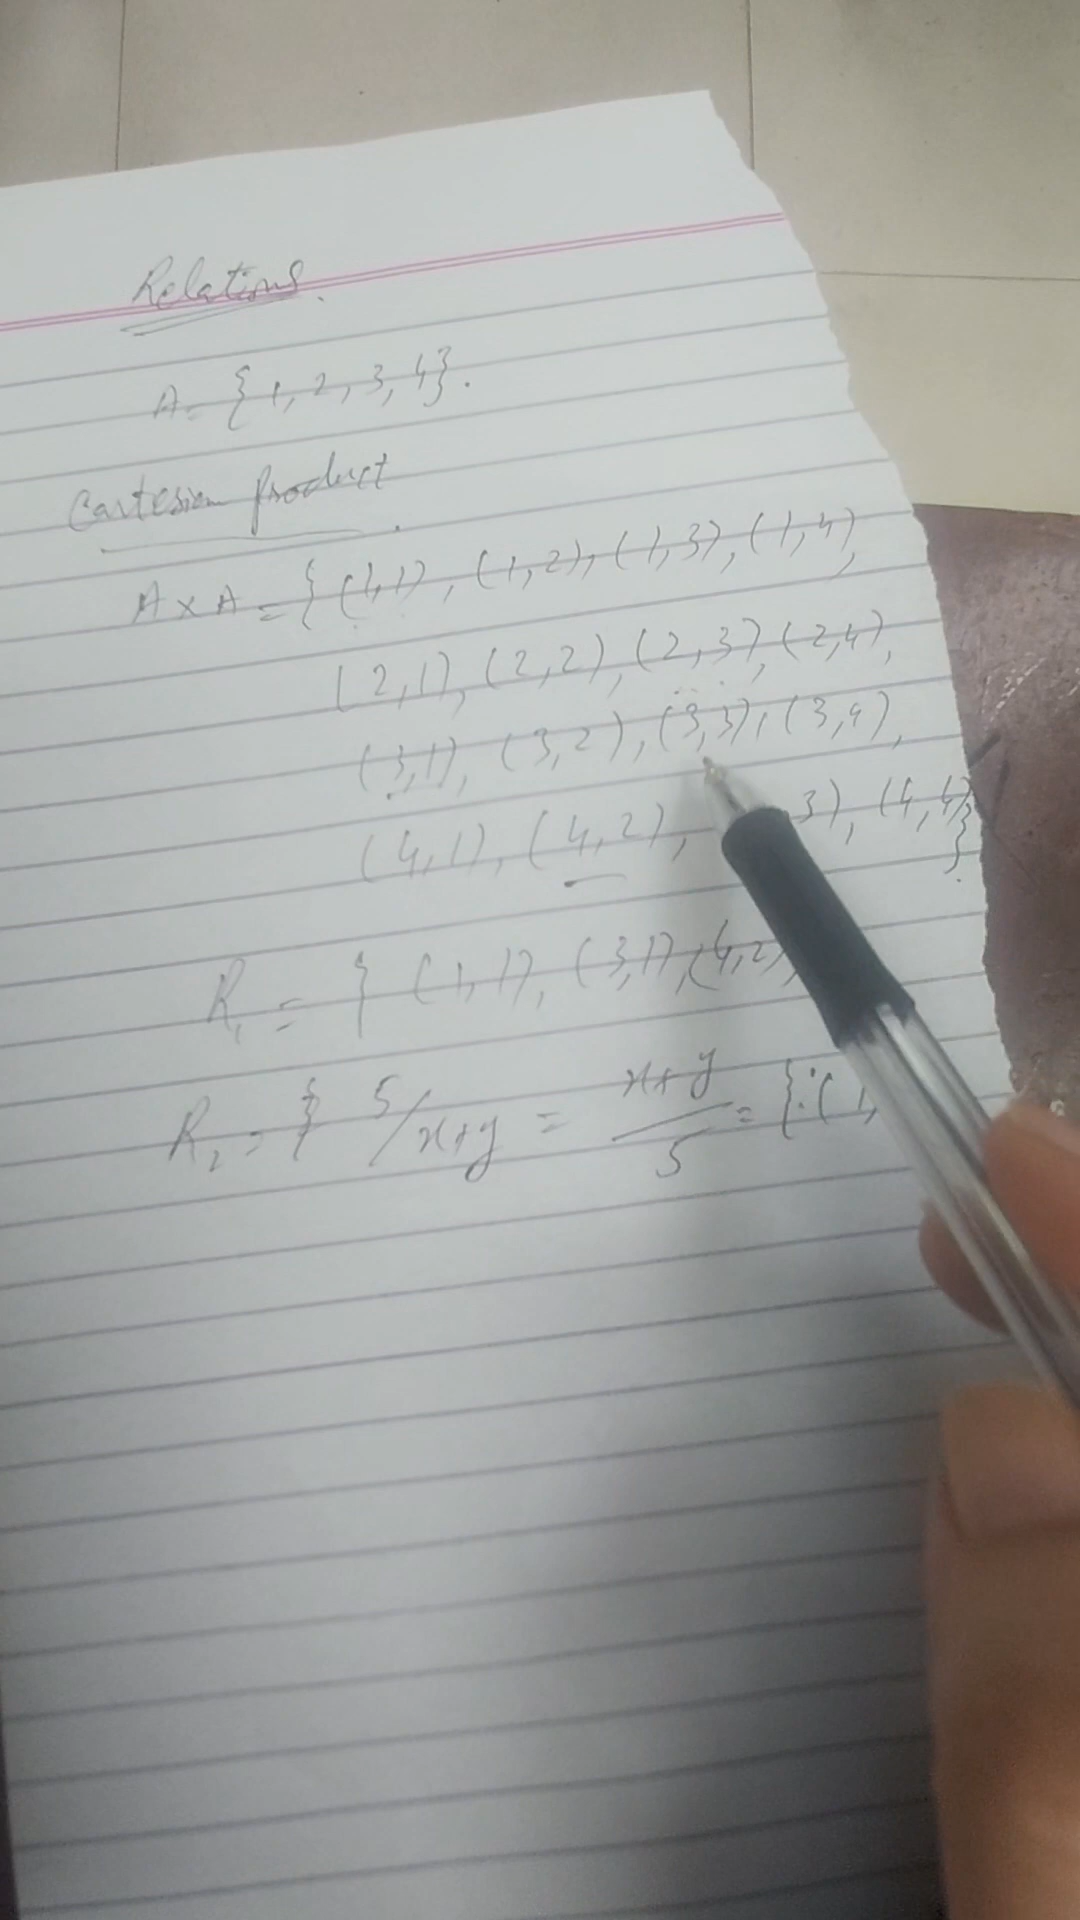 Relations.
A = {1, 2, 3, 4}.
Cartesian Product
A x A = { (1,1), (1,2), (1,3), (1,4),
(2,1), (2,2), (2,3), (2,4),
(3,1), (3,2), (3,3), (3,4),
(4,1), (4,2), 3), (4,4)}.
R₁ = { (1,1), (3,1), (4,2)
R₂ = { 5/x+y = x+y/5 = { (1,